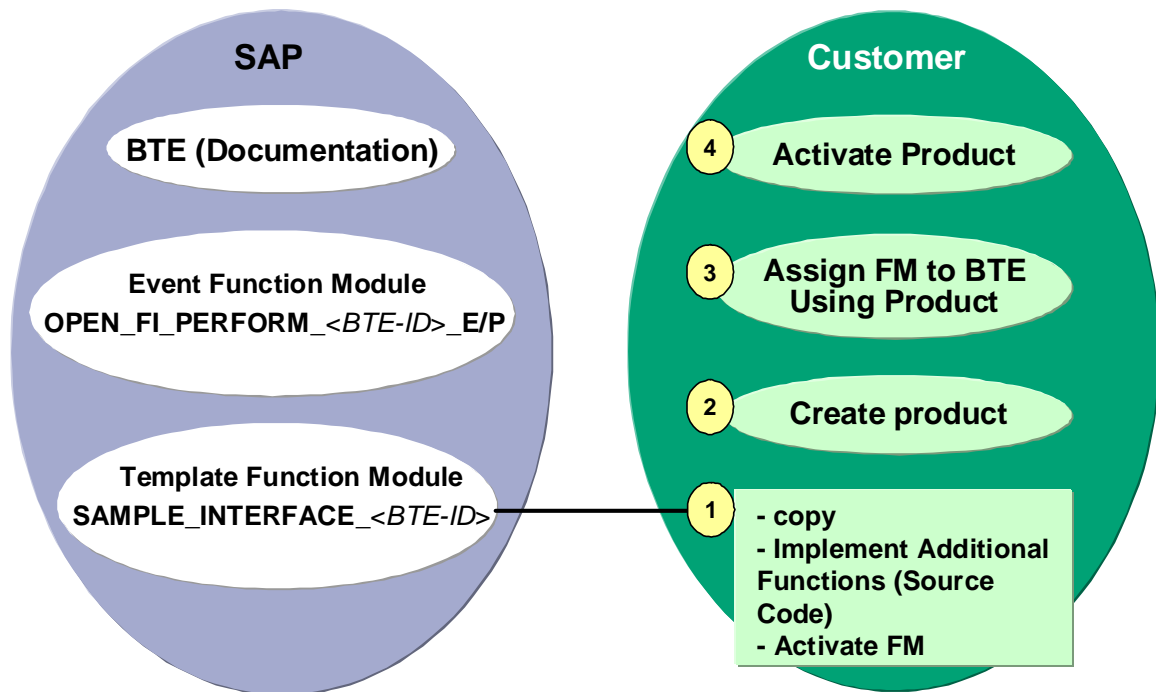 SAP
BTE (Documentation)
Event Function Module
OPEN_FI_PERFORM_<BTE-ID>_E/P
Template Function Module
SAMPLE_INTERFACE_<BTE-ID>
Customer
4
Activate Product
3
Assign FM to BTE
Using Product
2
Create product
1
- copy
- Implement Additional
Functions (Source
Code)
- Activate FM